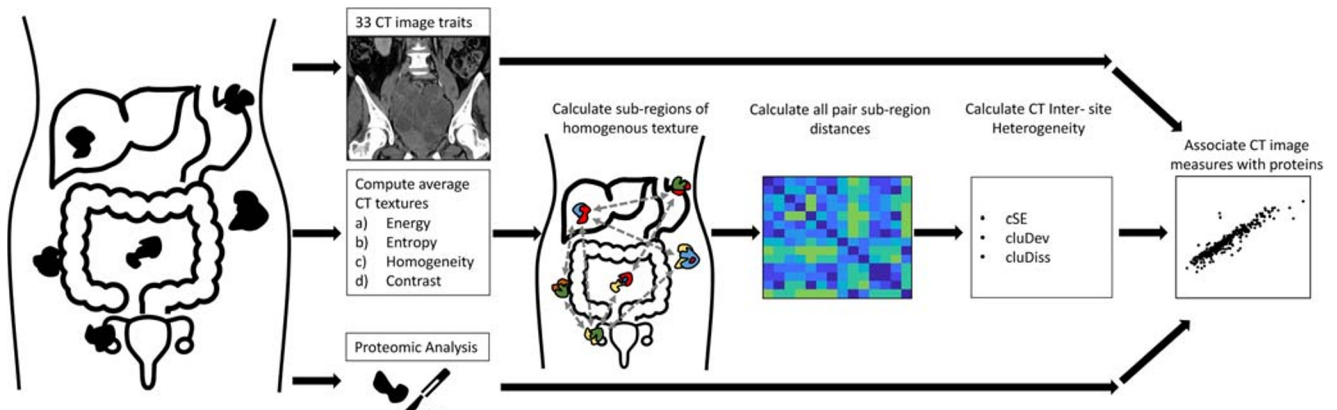 33 CT image traits
Compute average
CT textures
a) Energy
b) Entropy
c) Homogeneity
d) Contrast
Proteomic Analysis
Calculate sub-regions of
homogenous texture
Calculate all pair sub-region
distances
Calculate CT Inter- site
Heterogeneity
• cSE
• cluDev
• cluDiss
Associate CT image
measures with proteins